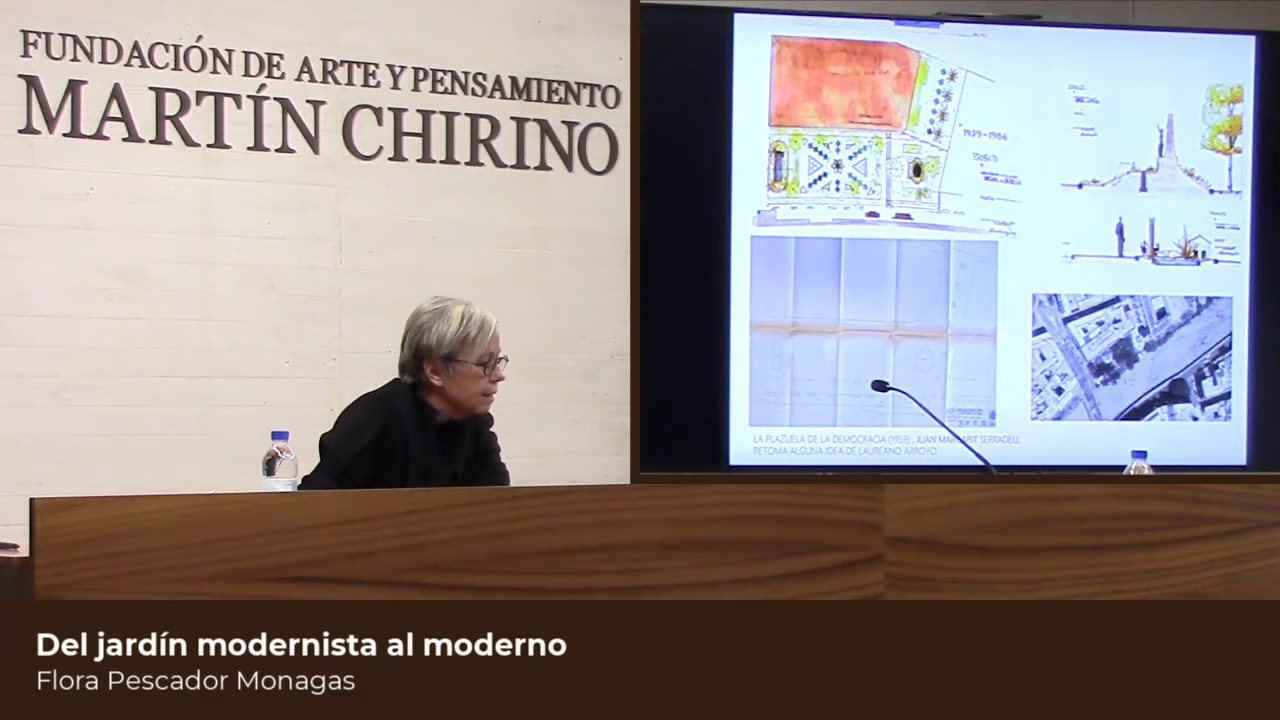 FUNDACIÓN DE ARTE Y PENSAMIENTO
MARTÍN CHIRINO
1939-1986
LA PLAZUELA DE LA DEMOCRACIA (1959). JUAN MARGARIT SERRADELL
RETOMA ALGUNA IDEA DE LAUREANO ARROYO.
Del jardín modernista al moderno
Flora Pescador Monagas